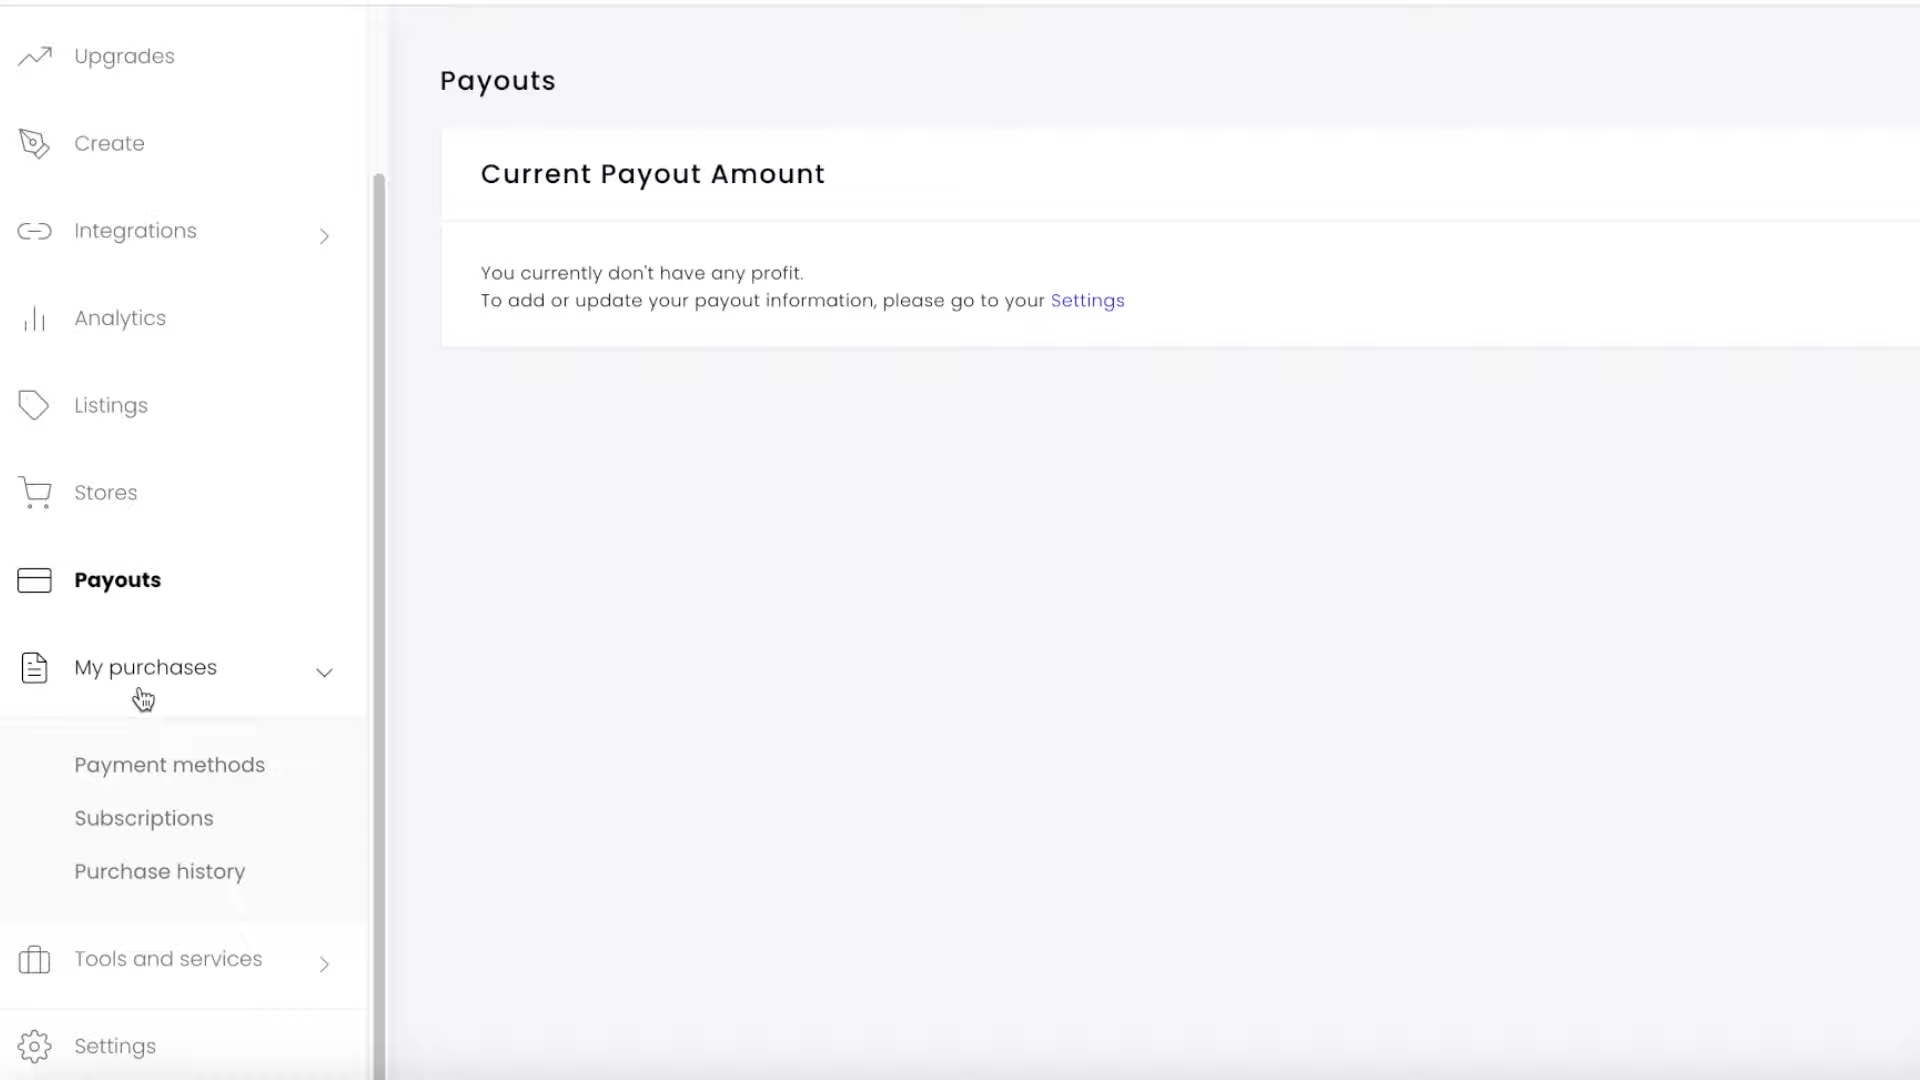 Upgrades
Create
Integrations
Analytics
Listings
Stores
Payouts
My purchases
Payment methods
Subscriptions
Purchase history
Tools and services
Settings
Payouts
Current Payout Amount
You currently don't have any profit.
To add or update your payout information, please go to your Settings